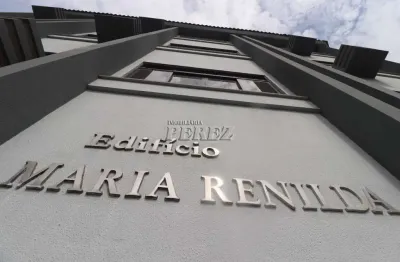 IMOBILIÁRIA
PEREZ
Edifício
MARIA RENILDA